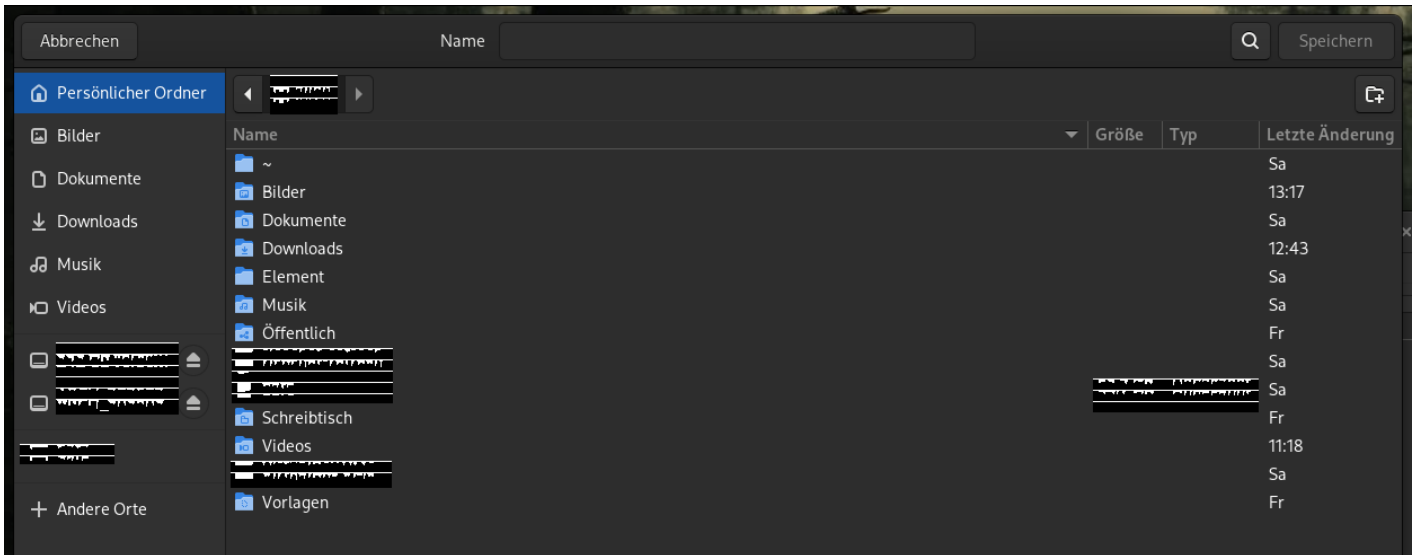 Abbrechen Name Speichern
Persönlicher Ordner
Bilder
Dokumente
Downloads
Musik
Videos
Andere Orte
Name Größe Typ Letzte Änderung
~ Sa
Bilder 13:17
Dokumente Sa
Downloads 12:43
Element Sa
Musik Sa
Öffentlich Fr
Sa
Sa
Schreibtisch Fr
Videos 11:18
Sa
Vorlagen Fr